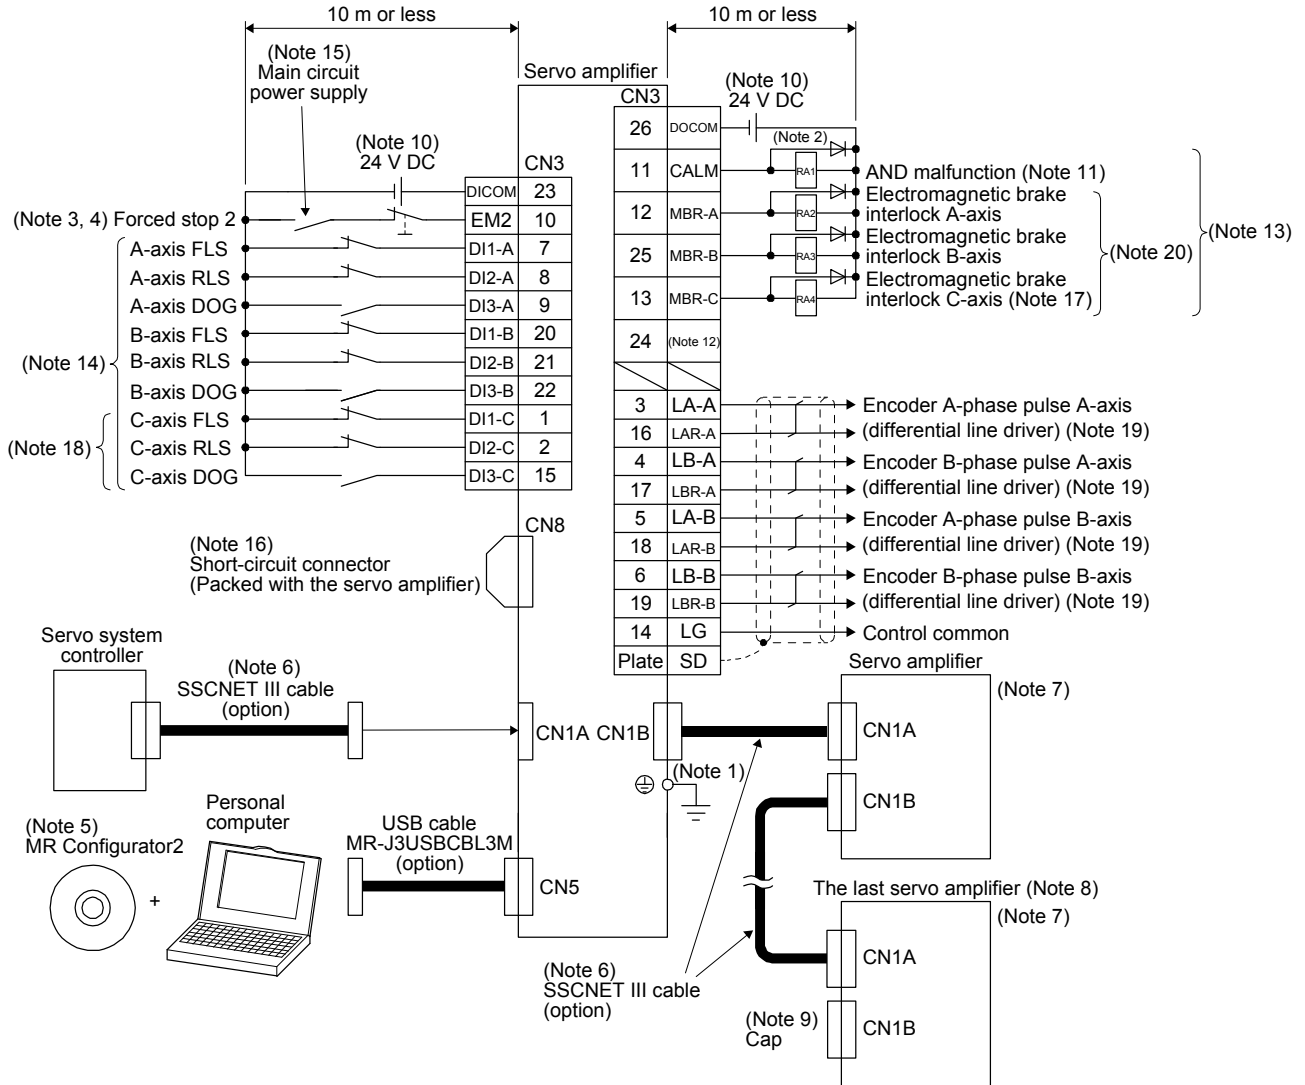 10 m or less
10 m or less
(Note 15)
Main circuit
power supply
Servo amplifier
(Note 10)
24 V DC
CN3
DICOM 23
(Note 3, 4) Forced stop 2 EM2 10
A-axis FLS DI1-A 7
A-axis RLS DI2-A 8
A-axis DOG DI3-A 9
B-axis FLS DI1-B 20
(Note 14) B-axis RLS DI2-B 21
B-axis DOG DI3-B 22
C-axis FLS DI1-C 1
(Note 18) C-axis RLS DI2-C 2
C-axis DOG DI3-C 15
CN3
(Note 10)
24 V DC
26 DOCOM
(Note 2)
11 CALM RA1 AND malfunction (Note 11)
12 MBR-A RA2 Electromagnetic brake
interlock A-axis
25 MBR-B RA3 Electromagnetic brake
interlock B-axis
13 MBR-C RA4 Electromagnetic brake
interlock C-axis (Note 17)
(Note 20)
(Note 13)
24 (Note 12)
3 LA-A Encoder A-phase pulse A-axis
16 LAR-A (differential line driver) (Note 19)
4 LB-A Encoder B-phase pulse A-axis
17 LBR-A (differential line driver) (Note 19)
5 LA-B Encoder A-phase pulse B-axis
18 LAR-B (differential line driver) (Note 19)
6 LB-B Encoder B-phase pulse B-axis
19 LBR-B (differential line driver) (Note 19)
14 LG Control common
Plate SD
CN8
(Note 16)
Short-circuit connector
(Packed with the servo amplifier)
Servo system
controller
(Note 6)
SSCNET III cable
(option)
CN1A CN1B
(Note 1)
Servo amplifier
(Note 7)
CN1A
CN1B
(Note 5)
MR Configurator2
+
Personal
computer
USB cable
MR-J3USBCBL3M
(option)
CN5
The last servo amplifier (Note 8)
(Note 7)
CN1A
CN1B
(Note 6)
SSCNET III cable
(option)
(Note 9)
Cap